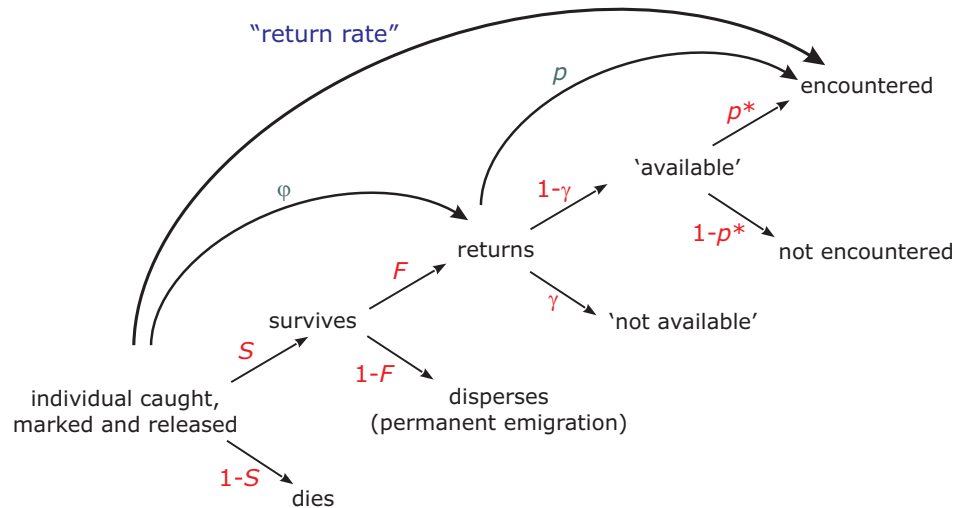 “return rate”
p
encountered
p*
‘available’
1-γ
φ
1-p*
returns
not encountered
F
γ
survives
‘not available’
S
1-F
individual caught,
marked and released
disperses
(permanent emigration)
1-S
dies